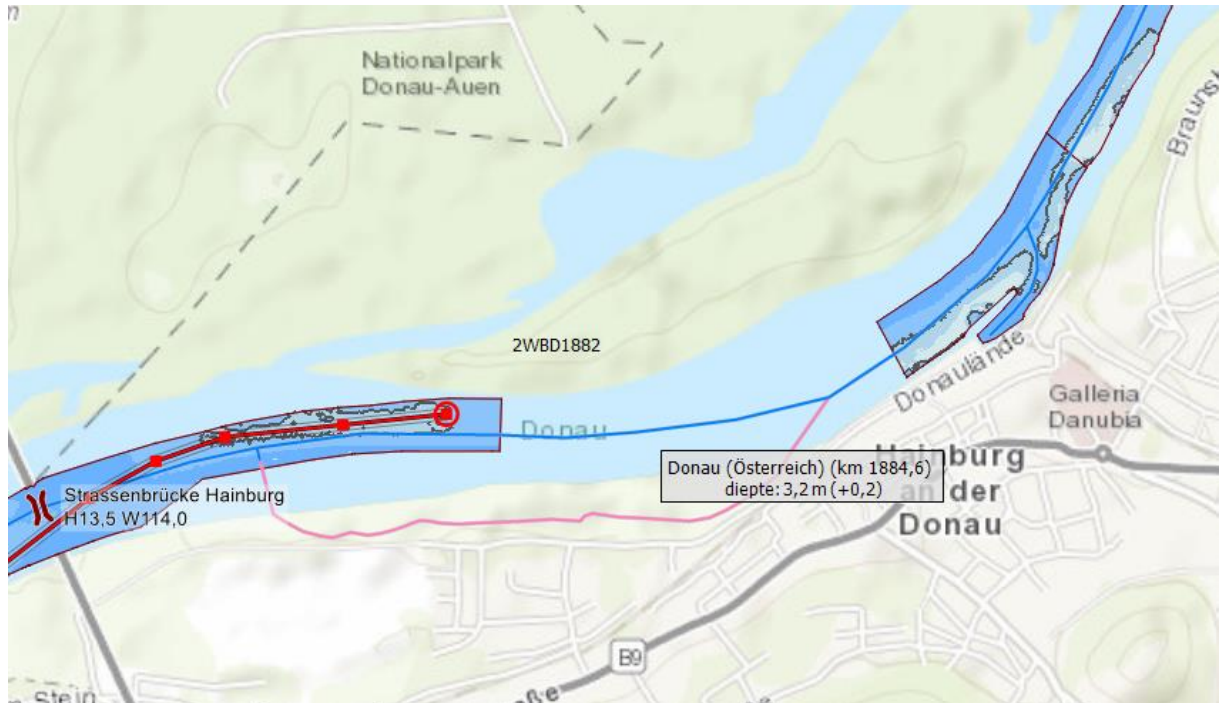 Nationalpark
Donau-Auen
2WBD1882
Donau
Donaulände
Galleria
Danubia
Donau (Österreich) (km 1884,6)
diepte: 3,2 m (+0,2)
Hainburg
an der
Donau
Strassenbrücke Hainburg
H13,5 W114,0
B9
Stein